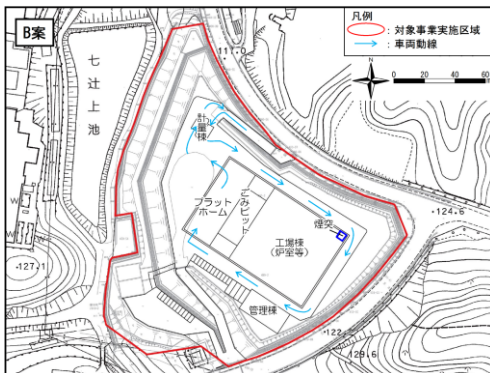 B案
凡例
：対象事業実施区域
：車両動線
N
0 20 40 60
七辻上池
117.0
計量棟
プラットホーム
ごみピット
煙突
工場棟
（炉室等）
管理棟
124.6
127.1
122
129.6
W